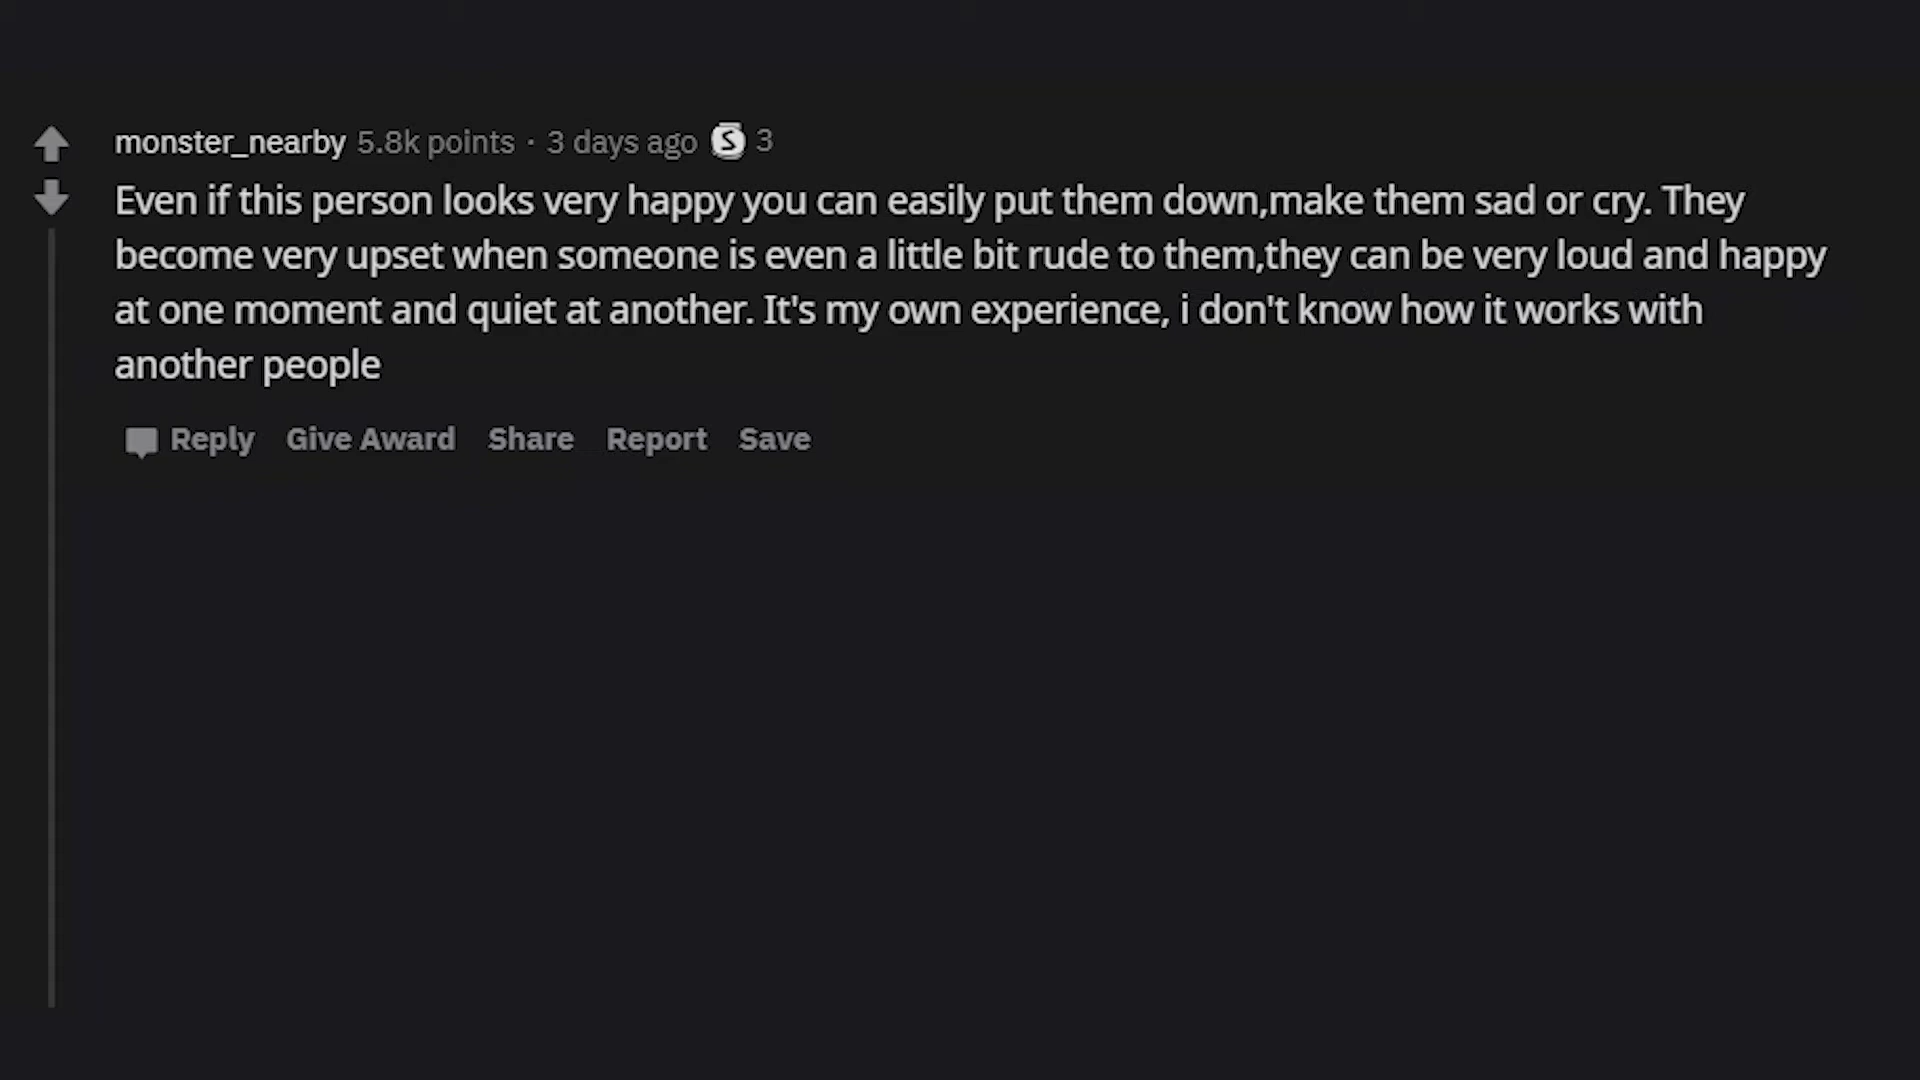 monster_nearby 5.8k points · 3 days ago S 3
Even if this person looks very happy you can easily put them down,make them sad or cry. They
become very upset when someone is even a little bit rude to them,they can be very loud and happy
at one moment and quiet at another. It's my own experience, i don't know how it works with
another people
Reply Give Award Share Report Save